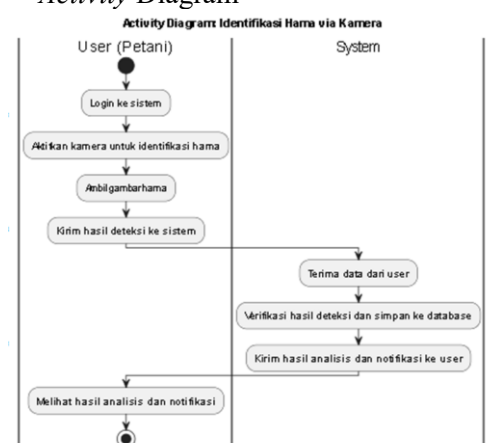 Activity Diagram
Activity Diagram: Identifikasi Hama via Kamera
User (Petani)
System
Login ke sistem
Aktifkan kamera untuk identifikasi hama
Ambil gambar hama
Kirim hasil deteksi ke sistem
Terima data dari user
Verifikasi hasil deteksi dan simpan ke database
Kirim hasil analisis dan notifikasi ke user
Melihat hasil analisis dan notifikasi